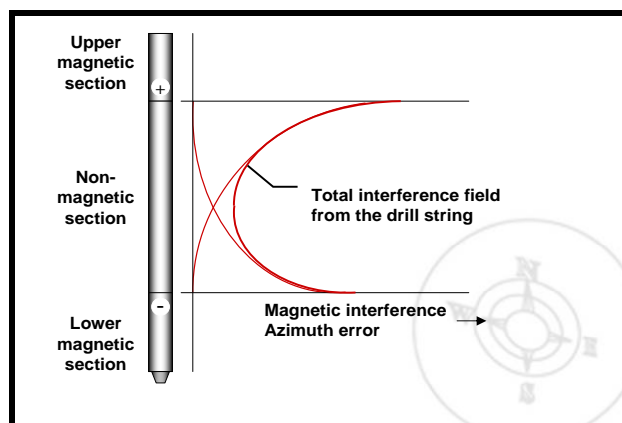 Upper
magnetic
section
+
Non-
magnetic
section
Total interference field
from the drill string
-
Lower
magnetic
section
Magnetic interference
Azimuth error
N
W
E
S